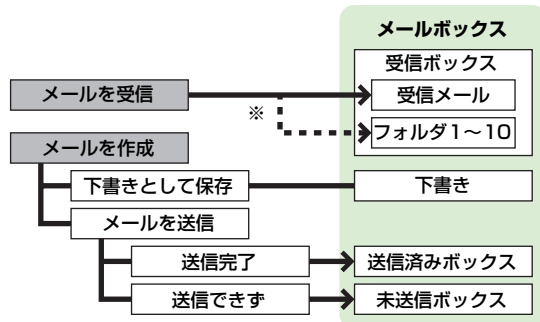 メールボックス
受信ボックス
メールを受信
受信メール
※
フォルダ1〜10
メールを作成
下書きとして保存
下書き
メールを送信
送信完了
送信済みボックス
送信できず
未送信ボックス